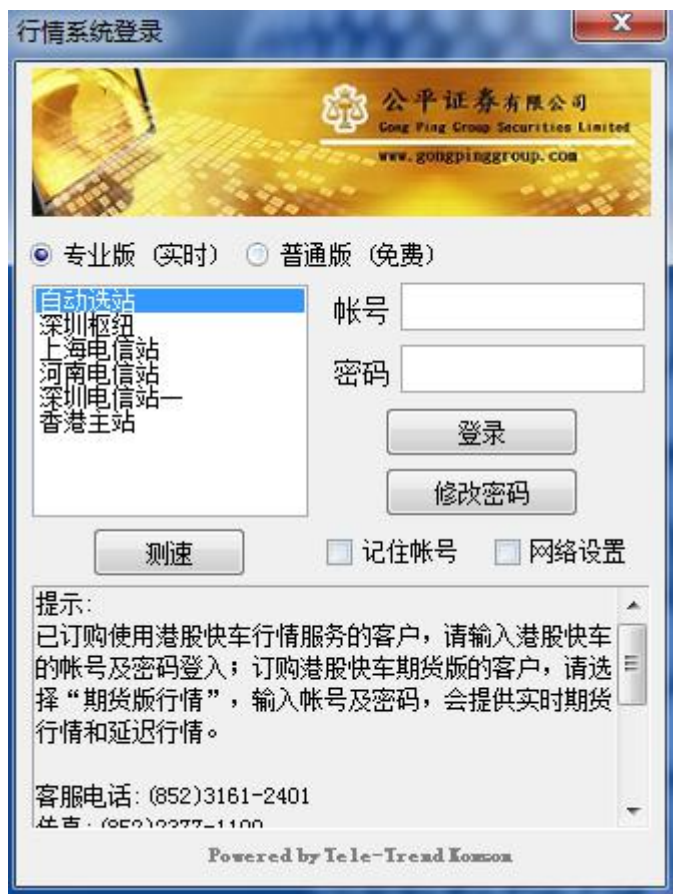 行情系统登录
公平证券有限公司
Gong Ping Group Securities Limited
www.gongpinggroup.com
专业版（实时） 普通版（免费）
自动选站
深圳枢纽
上海电信站
河南电信站
深圳电信站一
香港主站
帐号
密码
登录
修改密码
测速
记住帐号 网络设置
提示:
已订购使用港股快车行情服务的客户，请输入港股快车
的帐号及密码登入；订购港股快车期货版的客户，请选
择“期货版行情”，输入帐号及密码，会提供实时期货
行情和延迟行情。
客服电话: (852)3161-2401
传真: (852)2377-1100
Powered by Tele-Trend Konson